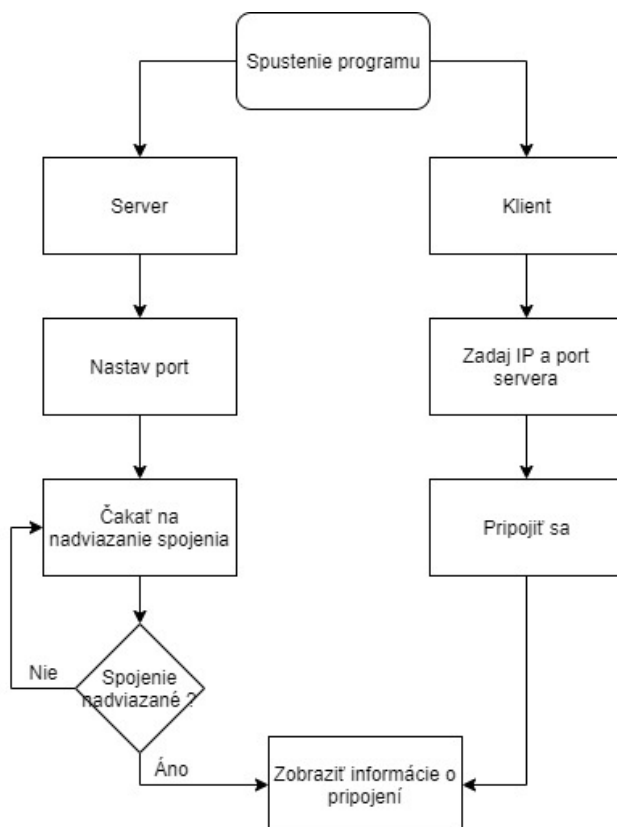 Spustenie programu
Server
Klient
Nastav port
Zadaj IP a port
servera
Čakať na
nadviazanie spojenia
Pripojiť sa
Nie
Spojenie
nadviazané ?
Áno
Zobraziť informácie o
pripojení